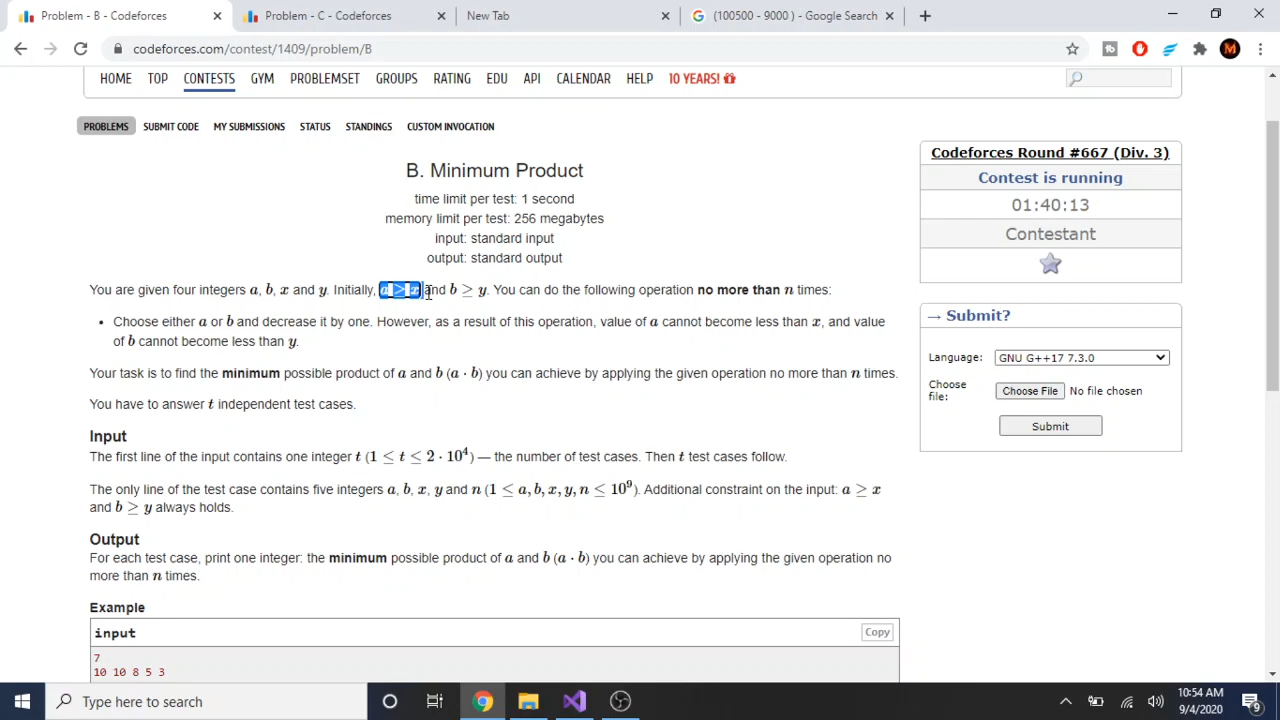 Problem - B - Codeforces
Problem - C - Codeforces
New Tab
(100500 - 9000 ) - Google Search
codeforces.com/contest/1409/problem/B
M
HOME TOP CONTESTS GYM PROBLEMSET GROUPS RATING EDU API CALENDAR HELP 10 YEARS!
PROBLEMS SUBMIT CODE MY SUBMISSIONS STATUS STANDINGS CUSTOM INVOCATION
B. Minimum Product
time limit per test: 1 second
memory limit per test: 256 megabytes
input: standard input
output: standard output
You are given four integers a, b, x and y. Initially, a ≥ x and b ≥ y. You can do the following operation no more than n times:
• Choose either a or b and decrease it by one. However, as a result of this operation, value of a cannot become less than x, and value
of b cannot become less than y.
Your task is to find the minimum possible product of a and b (a · b) you can achieve by applying the given operation no more than n times.
You have to answer t independent test cases.
Input
The first line of the input contains one integer t (1 ≤ t ≤ 2 · 10⁴) — the number of test cases. Then t test cases follow.
The only line of the test case contains five integers a, b, x, y and n (1 ≤ a, b, x, y, n ≤ 10⁹). Additional constraint on the input: a ≥ x
and b ≥ y always holds.
Output
For each test case, print one integer: the minimum possible product of a and b (a · b) you can achieve by applying the given operation no
more than n times.
Example
input
Copy
7
10 10 8 5 3
Codeforces Round #667 (Div. 3)
Contest is running
01:40:13
Contestant
→ Submit?
Language: GNU G++17 7.3.0
Choose
file: Choose File No file chosen
Submit
Type here to search
10:54 AM
9/4/2020
9